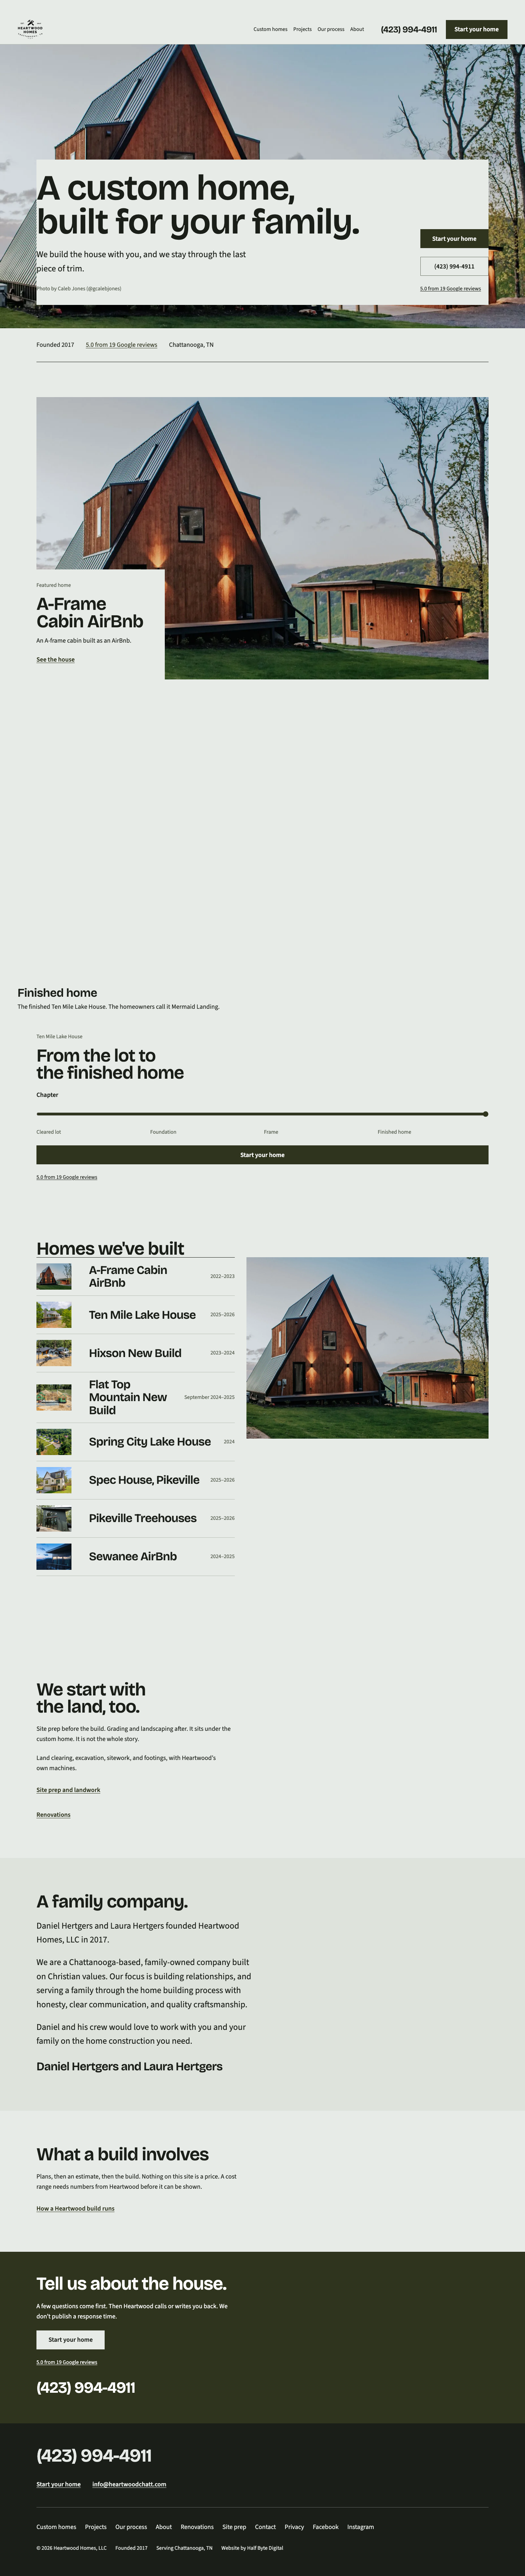 HEARTWOOD
HOMES
Custom homes
Projects
Our process
About
(423) 994-4911
Start your home
A custom home,
built for your family.
We build the house with you, and we stay through the last
piece of trim.
Photo by Caleb Jones (@gcalebjones)
Start your home
(423) 994-4911
5.0 from 19 Google reviews
Founded 2017
5.0 from 19 Google reviews
Chattanooga, TN
Featured home
A-Frame
Cabin AirBnb
An A-frame cabin built as an AirBnb.
See the house
Finished home
The finished Ten Mile Lake House. The homeowners call it Mermaid Landing.
Ten Mile Lake House
From the lot to
the finished home
Chapter
Cleared lot
Foundation
Frame
Finished home
Start your home
5.0 from 19 Google reviews
Homes we've built
A-Frame Cabin
AirBnb
2022–2023
Ten Mile Lake House
2025–2026
Hixson New Build
2023–2024
Flat Top
Mountain New
Build
September 2024–2025
Spring City Lake House
2024
Spec House, Pikeville
2025–2026
Pikeville Treehouses
2025–2026
Sewanee AirBnb
2024–2025
We start with
the land, too.
Site prep before the build. Grading and landscaping after. It sits under the
custom home. It is not the whole story.
Land clearing, excavation, sitework, and footings, with Heartwood's
own machines.
Site prep and landwork
Renovations
A family company.
Daniel Hertgers and Laura Hertgers founded Heartwood
Homes, LLC in 2017.
We are a Chattanooga-based, family-owned company built
on Christian values. Our focus is building relationships, and
serving a family through the home building process with
honesty, clear communication, and quality craftsmanship.
Daniel and his crew would love to work with you and your
family on the home construction you need.
Daniel Hertgers and Laura Hertgers
What a build involves
Plans, then an estimate, then the build. Nothing on this site is a price. A cost
range needs numbers from Heartwood before it can be shown.
How a Heartwood build runs
Tell us about the house.
A few questions come first. Then Heartwood calls or writes you back. We
don't publish a response time.
Start your home
5.0 from 19 Google reviews
(423) 994-4911
(423) 994-4911
Start your home
info@heartwoodchatt.com
Custom homes
Projects
Our process
About
Renovations
Site prep
Contact
Privacy
Facebook
Instagram
© 2026 Heartwood Homes, LLC
Founded 2017
Serving Chattanooga, TN
Website by Half Byte Digital